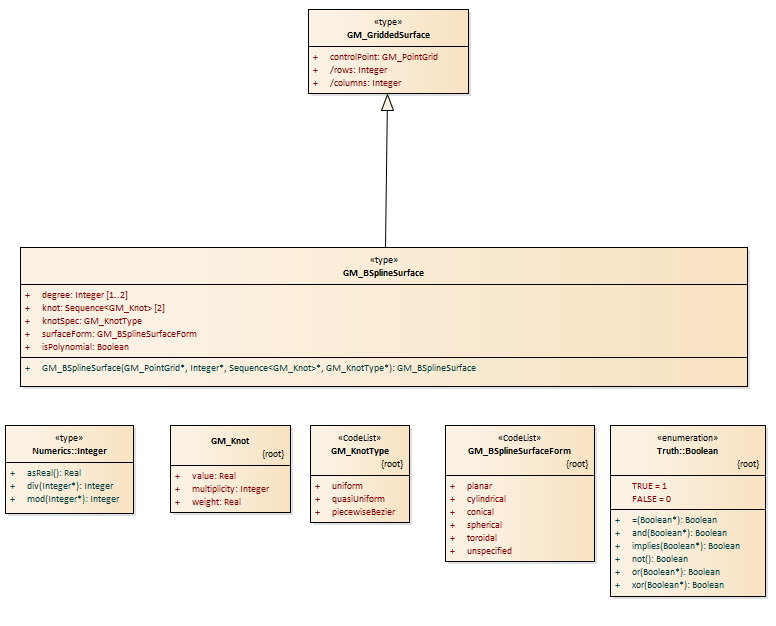 «type»
GM_GriddedSurface
+ controlPoint: GM_PointGrid
+ /rows: Integer
+ /columns: Integer
«type»
GM_BSplineSurface
+ degree: Integer [1..2]
+ knot: Sequence<GM_Knot> [2]
+ knotSpec: GM_KnotType
+ surfaceForm: GM_BSplineSurfaceForm
+ isPolynomial: Boolean
+ GM_BSplineSurface(GM_PointGrid*, Integer*, Sequence<GM_Knot>*, GM_KnotType*): GM_BSplineSurface
«type»
Numerics::Integer
+ asReal(): Real
+ div(Integer*): Integer
+ mod(Integer*): Integer
GM_Knot
{root}
+ value: Real
+ multiplicity: Integer
+ weight: Real
«CodeList»
GM_KnotType
{root}
+ uniform
+ quasiUniform
+ piecewiseBezier
«CodeList»
GM_BSplineSurfaceForm
{root}
+ planar
+ cylindrical
+ conical
+ spherical
+ toroidal
+ unspecified
«enumeration»
Truth::Boolean
{root}
TRUE = 1
FALSE = 0
+ =(Boolean*): Boolean
+ and(Boolean*): Boolean
+ implies(Boolean*): Boolean
+ not(): Boolean
+ or(Boolean*): Boolean
+ xor(Boolean*): Boolean